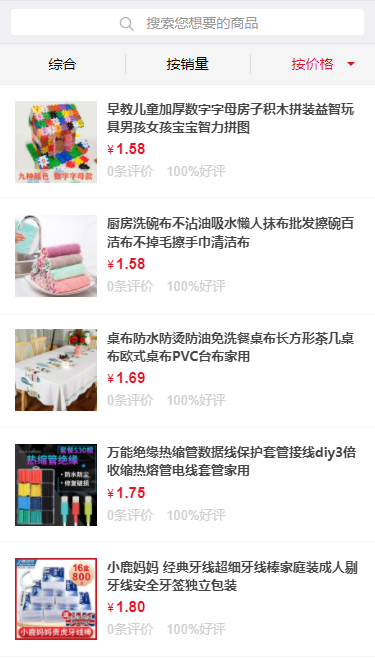 搜索您想要的商品
综合
按销量
按价格
早教儿童加厚数字字母房子积木拼装益智玩
具男孩女孩宝宝智力拼图
¥1.58
0条评价 100%好评
九种颜色 数字字母款
厨房洗碗布不沾油吸水懒人抹布批发擦碗百
洁布不掉毛擦手巾清洁布
¥1.58
0条评价 100%好评
桌布防水防烫防油免洗餐桌布长方形茶几桌
布欧式桌布PVC台布家用
¥1.69
0条评价 100%好评
万能绝缘热缩管数据线保护套管接线diy3倍
收缩热熔管电线套管家用
¥1.75
0条评价 100%好评
套餐530根
热缩管绝缘
防水防尘
修复破损
小鹿妈妈 经典牙线超细牙线棒家庭装成人剔
牙线安全牙签独立包装
¥1.80
0条评价 100%好评
16盒
800
小鹿妈妈贵虎牙线棒